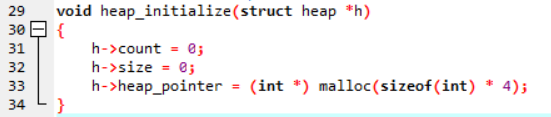 29 void heap_initialize(struct heap *h)
30 {
31     h->count = 0;
32     h->size = 0;
33     h->heap_pointer = (int *) malloc(sizeof(int) * 4);
34 }